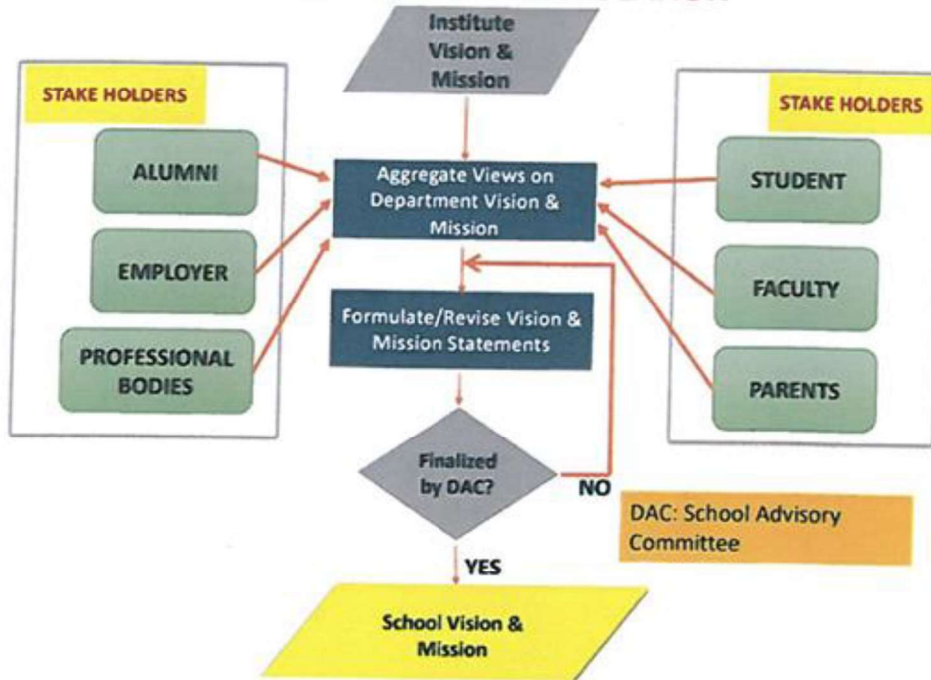 Institute
Vision &
Mission
STAKE HOLDERS
ALUMNI
EMPLOYER
PROFESSIONAL
BODIES
Aggregate Views on
Department Vision &
Mission
STAKE HOLDERS
STUDENT
FACULTY
PARENTS
Formulate/Revise Vision &
Mission Statements
Finalized
by DAC?
NO
DAC: School Advisory
Committee
YES
School Vision &
Mission